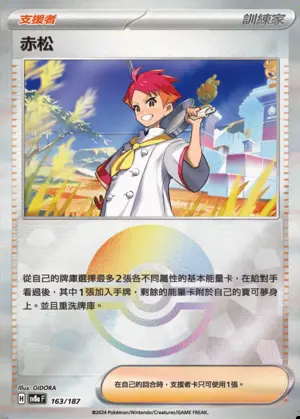 支援者
訓練家
赤松
從自己的牌庫選擇最多2張各不同屬性的基本能量卡，在給對手
看過後，其中1張加入手牌，剩餘的能量卡附於自己的寶可夢身
上。並且重洗牌庫。
Illus. GIDORA
H SV8a F 163/187
在自己的回合時，支援者卡只可使用1張。
©2024 Pokémon/Nintendo/Creatures/GAME FREAK.